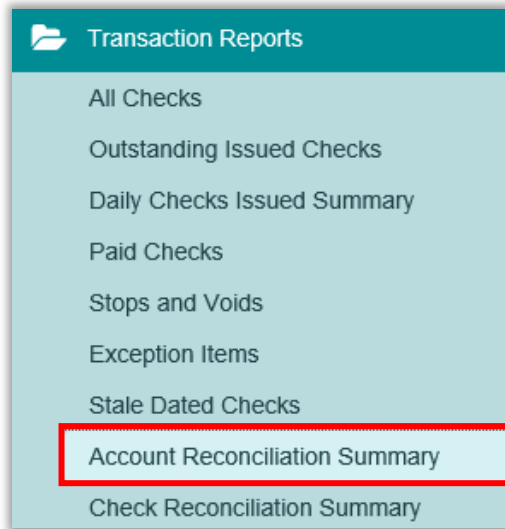 Transaction Reports
All Checks
Outstanding Issued Checks
Daily Checks Issued Summary
Paid Checks
Stops and Voids
Exception Items
Stale Dated Checks
Account Reconciliation Summary
Check Reconciliation Summary